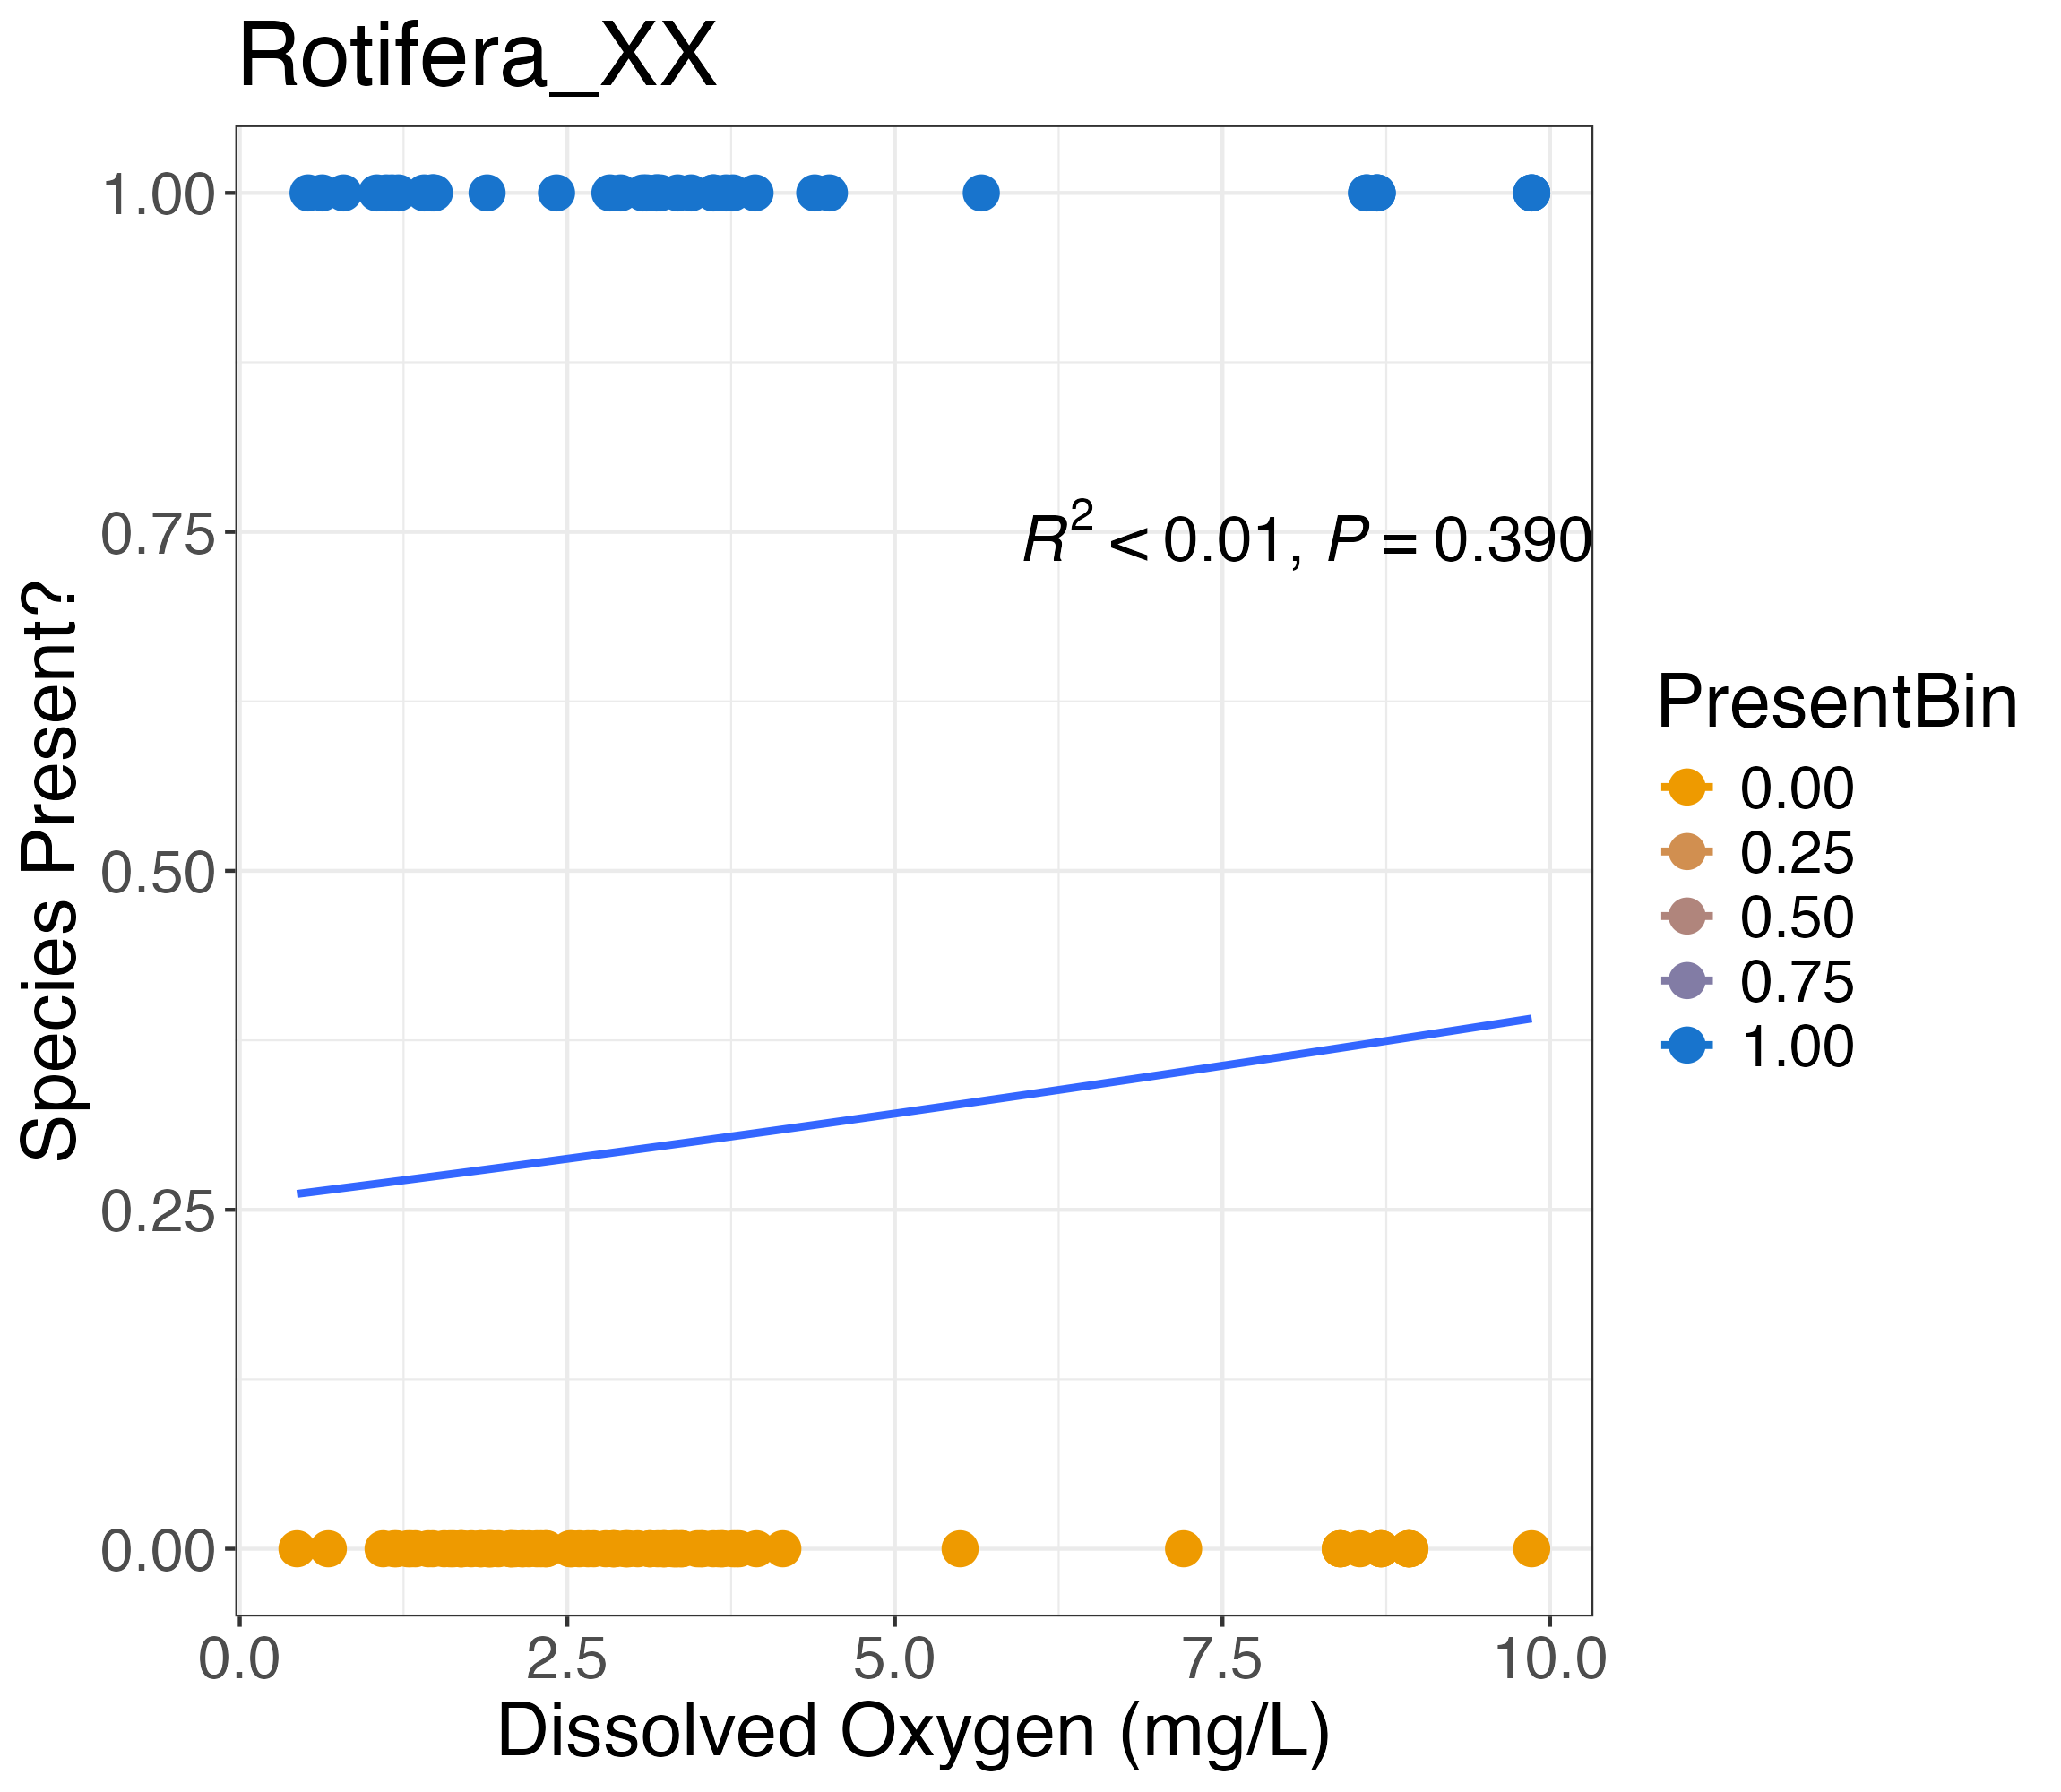 Rotifera_XX
1.00
0.75
0.50
0.25
0.00
Species Present?
R² < 0.01, P = 0.390
0.0 2.5 5.0 7.5 10.0
Dissolved Oxygen (mg/L)
PresentBin
0.00
0.25
0.50
0.75
1.00